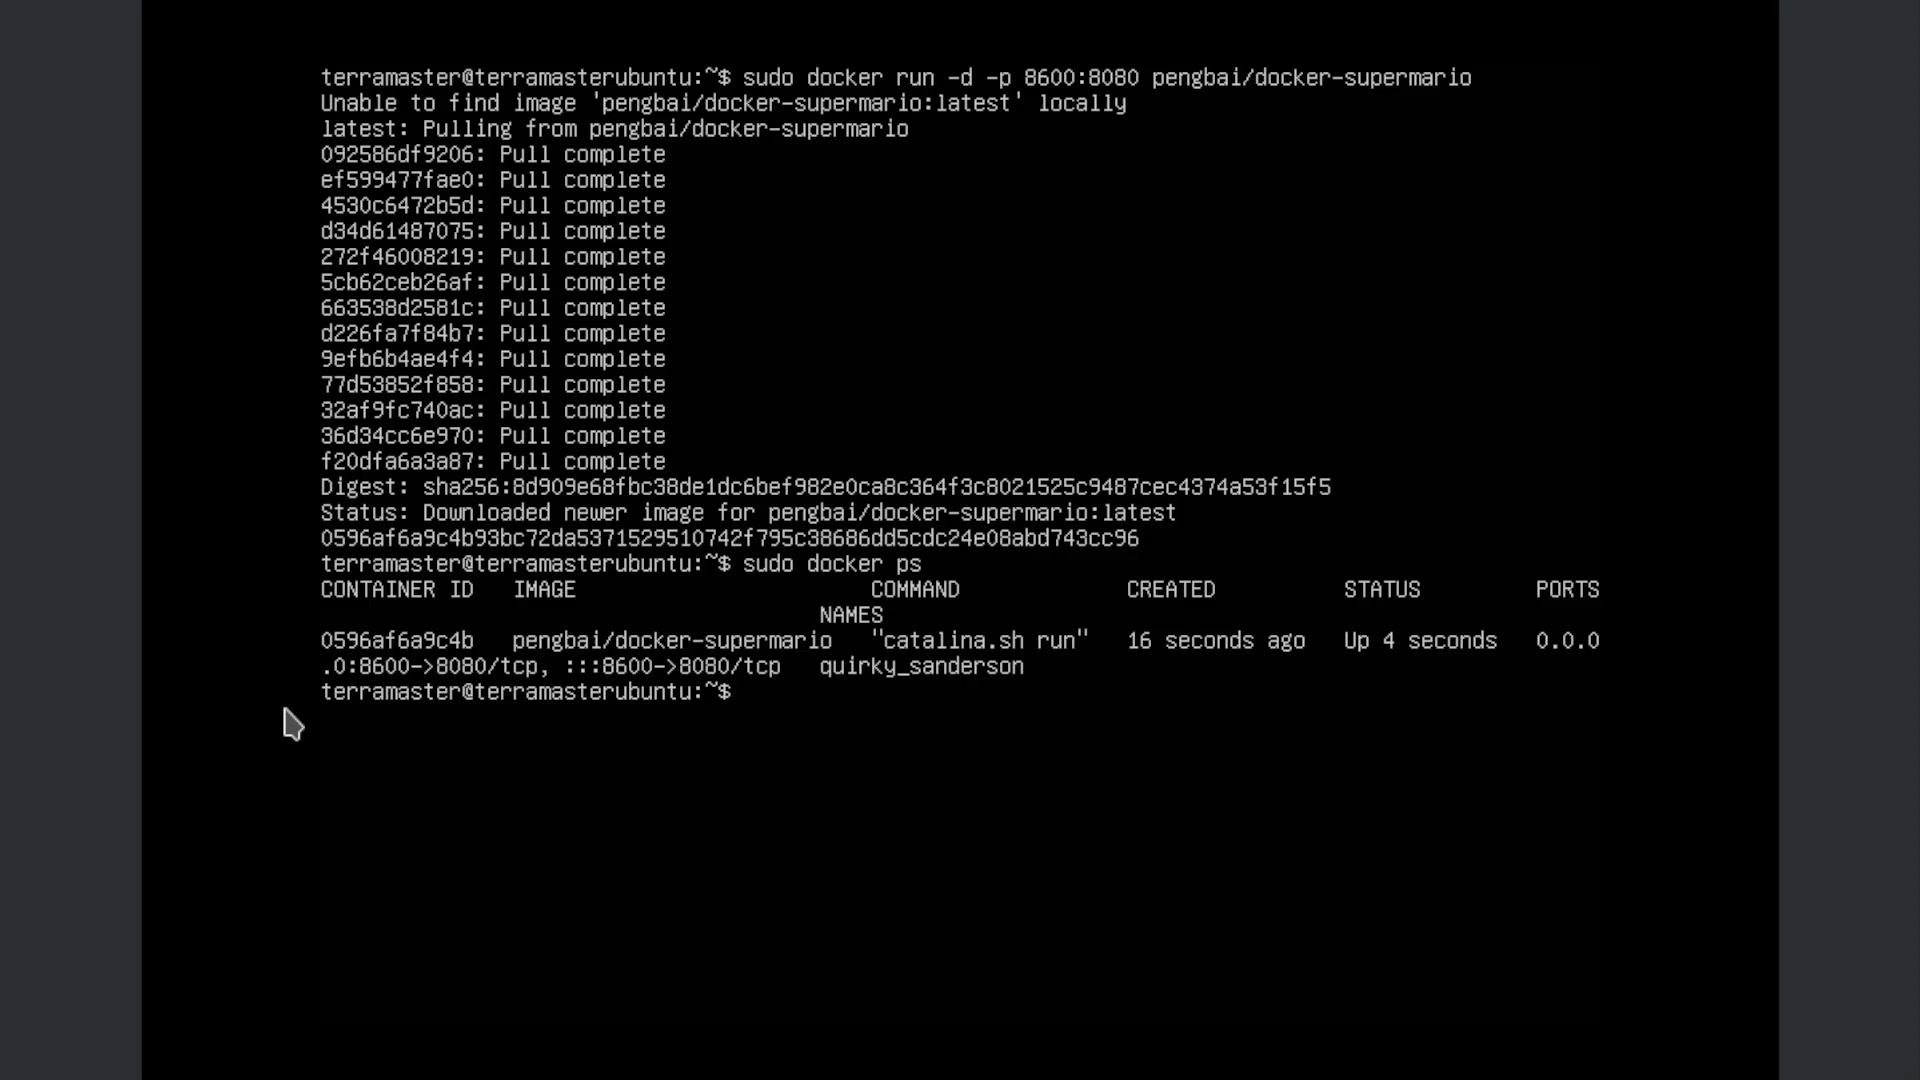 terramaster@terramasterubuntu:~$ sudo docker run -d -p 8600:8080 pengbai/docker-supermario
Unable to find image 'pengbai/docker-supermario:latest' locally
latest: Pulling from pengbai/docker-supermario
092586df9206: Pull complete
ef599477fae0: Pull complete
4530c6472b5d: Pull complete
d34d61487075: Pull complete
272f46008219: Pull complete
5cb62ceb26af: Pull complete
663538d2581c: Pull complete
d226fa7f84b7: Pull complete
9efb6b4ae4f4: Pull complete
77d53852f858: Pull complete
32af9fc740ac: Pull complete
36d34cc6e970: Pull complete
f20dfa6a3a87: Pull complete
Digest: sha256:8d909e68fbc38de1dc6bef982e0ca8c364f3c8021525c9487cec4374a53f15f5
Status: Downloaded newer image for pengbai/docker-supermario:latest
0596af6a9c4b93bc72da5371529510742f795c38686dd5cdc24e08abd743cc96
terramaster@terramasterubuntu:~$ sudo docker ps
CONTAINER ID   IMAGE                       COMMAND             CREATED          STATUS         PORTS
NAMES
0596af6a9c4b   pengbai/docker-supermario   "catalina.sh run"   16 seconds ago   Up 4 seconds   0.0.0
.0:8600->8080/tcp, :::8600->8080/tcp   quirky_sanderson
terramaster@terramasterubuntu:~$